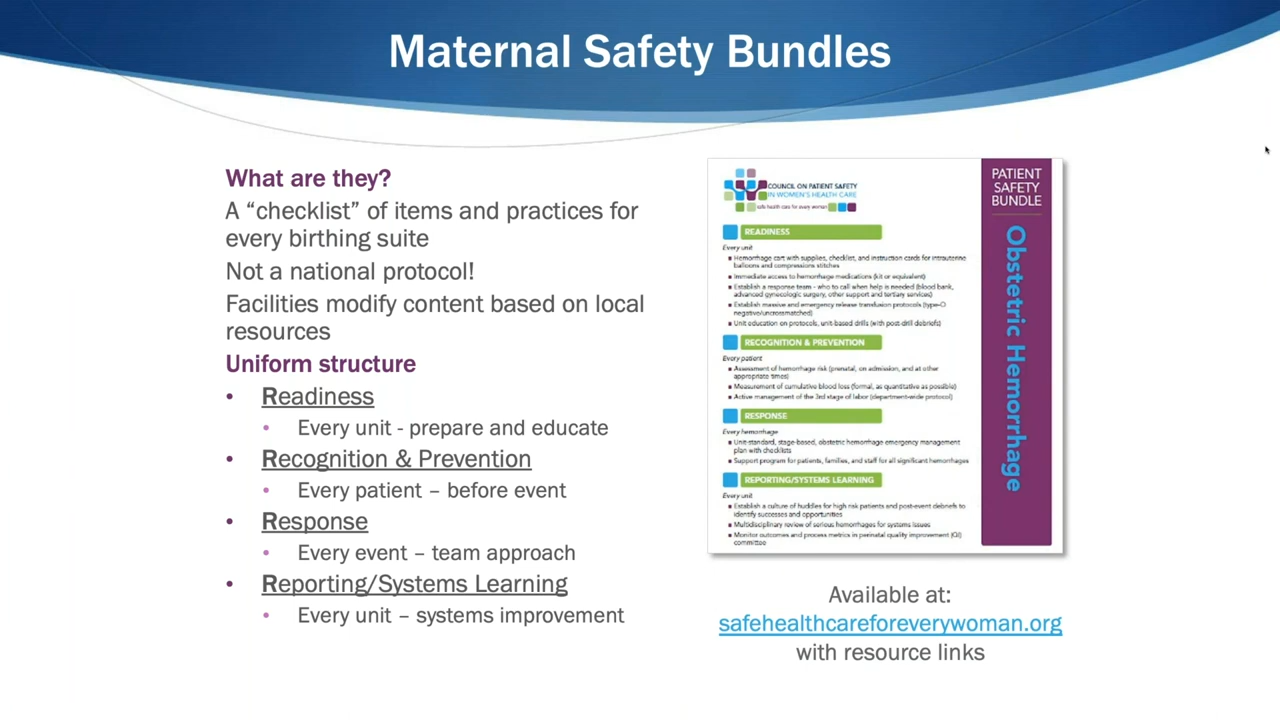 Maternal Safety Bundles
What are they?
A “checklist” of items and practices for
every birthing suite
Not a national protocol!
Facilities modify content based on local
resources
Uniform structure
• Readiness
• Every unit - prepare and educate
• Recognition & Prevention
• Every patient – before event
• Response
• Every event – team approach
• Reporting/Systems Learning
• Every unit – systems improvement
COUNCIL ON PATIENT SAFETY
IN WOMEN'S HEALTH CARE
safe health care for every woman
READINESS
Every unit
■ Hemorrhage cart with supplies, checklist, and instruction cards for intrauterine
balloons and compressions stitches
■ Immediate access to hemorrhage medications (kit or equivalent)
■ Establish a response team - who to call when help is needed (blood bank,
advanced gynecologic surgery, other support and tertiary services)
■ Establish massive and emergency release transfusion protocols (type-O
negative/uncrossmatched)
■ Unit education on protocols, unit-based drills (with post-drill debriefs)
RECOGNITION & PREVENTION
Every patient
■ Assessment of hemorrhage risk (prenatal, on admission, and at other
appropriate times)
■ Measurement of cumulative blood loss (formal, as quantitative as possible)
■ Active management of the 3rd stage of labor (department-wide protocol)
RESPONSE
Every hemorrhage
■ Unit-standard, stage-based, obstetric hemorrhage emergency management
plan with checklists
■ Support program for patients, families, and staff for all significant hemorrhages
REPORTING/SYSTEMS LEARNING
Every unit
■ Establish a culture of huddles for high risk patients and post-event debriefs to
identify successes and opportunities
■ Multidisciplinary review of serious hemorrhages for systems issues
■ Monitor outcomes and process metrics in perinatal quality improvement (QI)
committee
PATIENT
SAFETY
BUNDLE
Obstetric Hemorrhage
Available at:
safehealthcareforeverywoman.org
with resource links